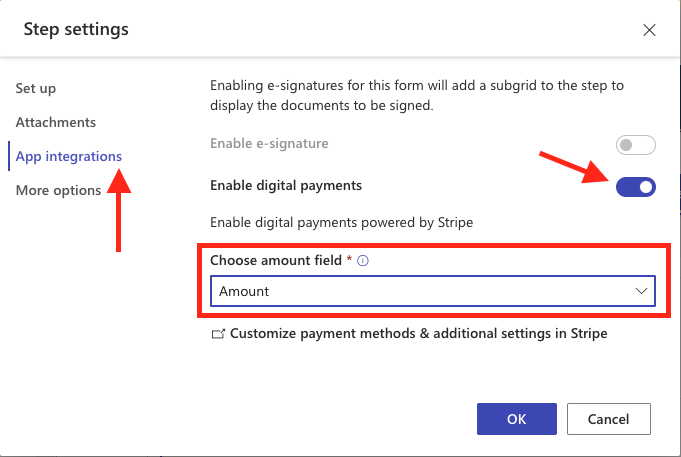 Step settings
Set up
Attachments
App integrations
More options
Enabling e-signatures for this form will add a subgrid to the step to
display the documents to be signed.
Enable e-signature
Enable digital payments
Enable digital payments powered by Stripe
Choose amount field *
Amount
Customize payment methods & additional settings in Stripe
OK
Cancel